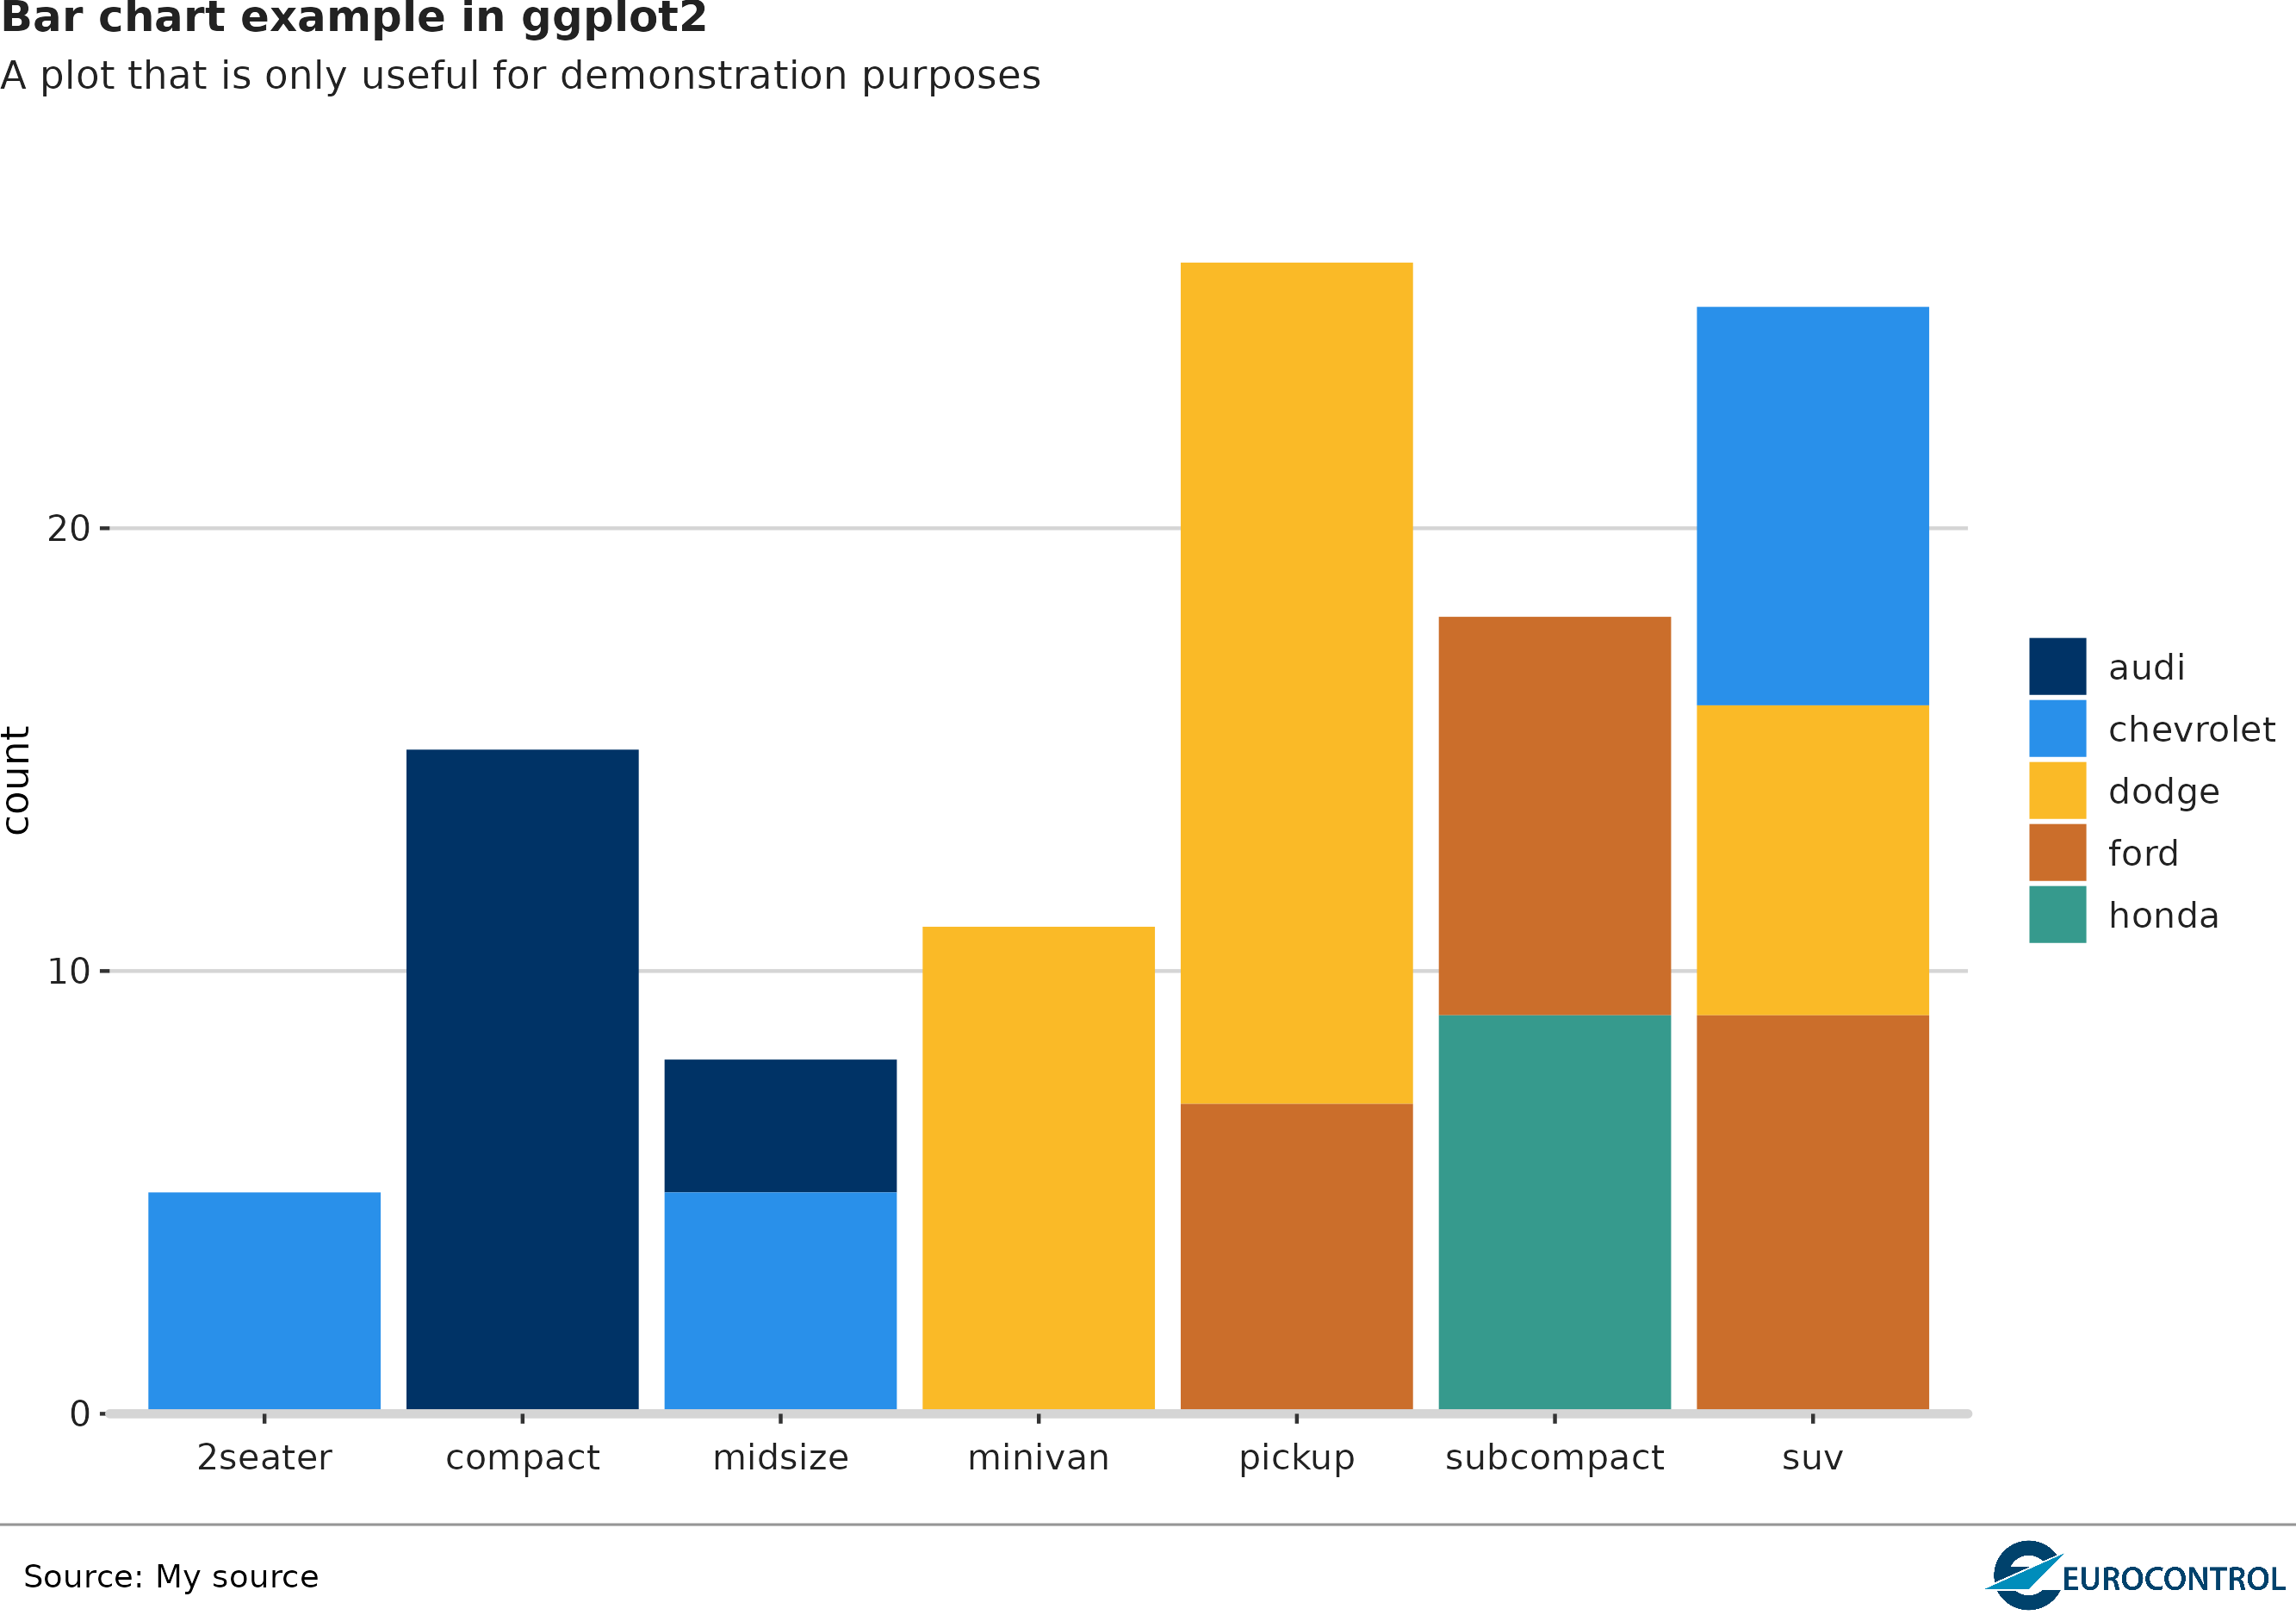 Bar chart example in ggplot2
A plot that is only useful for demonstration purposes
count
20
10
0
2seater compact midsize minivan pickup subcompact suv
audi
chevrolet
dodge
ford
honda
Source: My source
EUROCONTROL